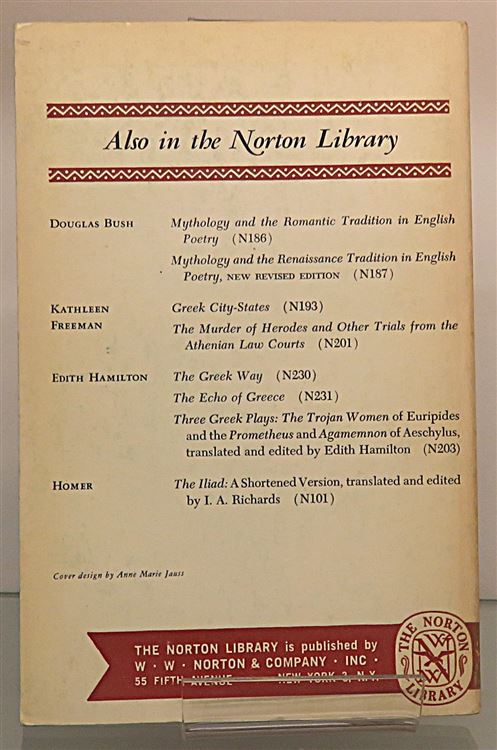 Also in the Norton Library
DOUGLAS BUSH Mythology and the Romantic Tradition in English
Poetry (N186)
Mythology and the Renaissance Tradition in English
Poetry, NEW REVISED EDITION (N187)
KATHLEEN Greek City-States (N193)
FREEMAN The Murder of Herodes and Other Trials from the
Athenian Law Courts (N201)
EDITH HAMILTON The Greek Way (N230)
The Echo of Greece (N231)
Three Greek Plays: The Trojan Women of Euripides
and the Prometheus and Agamemnon of Aeschylus,
translated and edited by Edith Hamilton (N203)
HOMER The Iliad: A Shortened Version, translated and edited
by I. A. Richards (N101)
Cover design by Anne Marie Jauss
THE NORTON LIBRARY is published by
W · W · NORTON & COMPANY · INC ·
55 FIFTH AVENUE NEW YORK 3, N.Y.
THE NORTON
LIBRARY